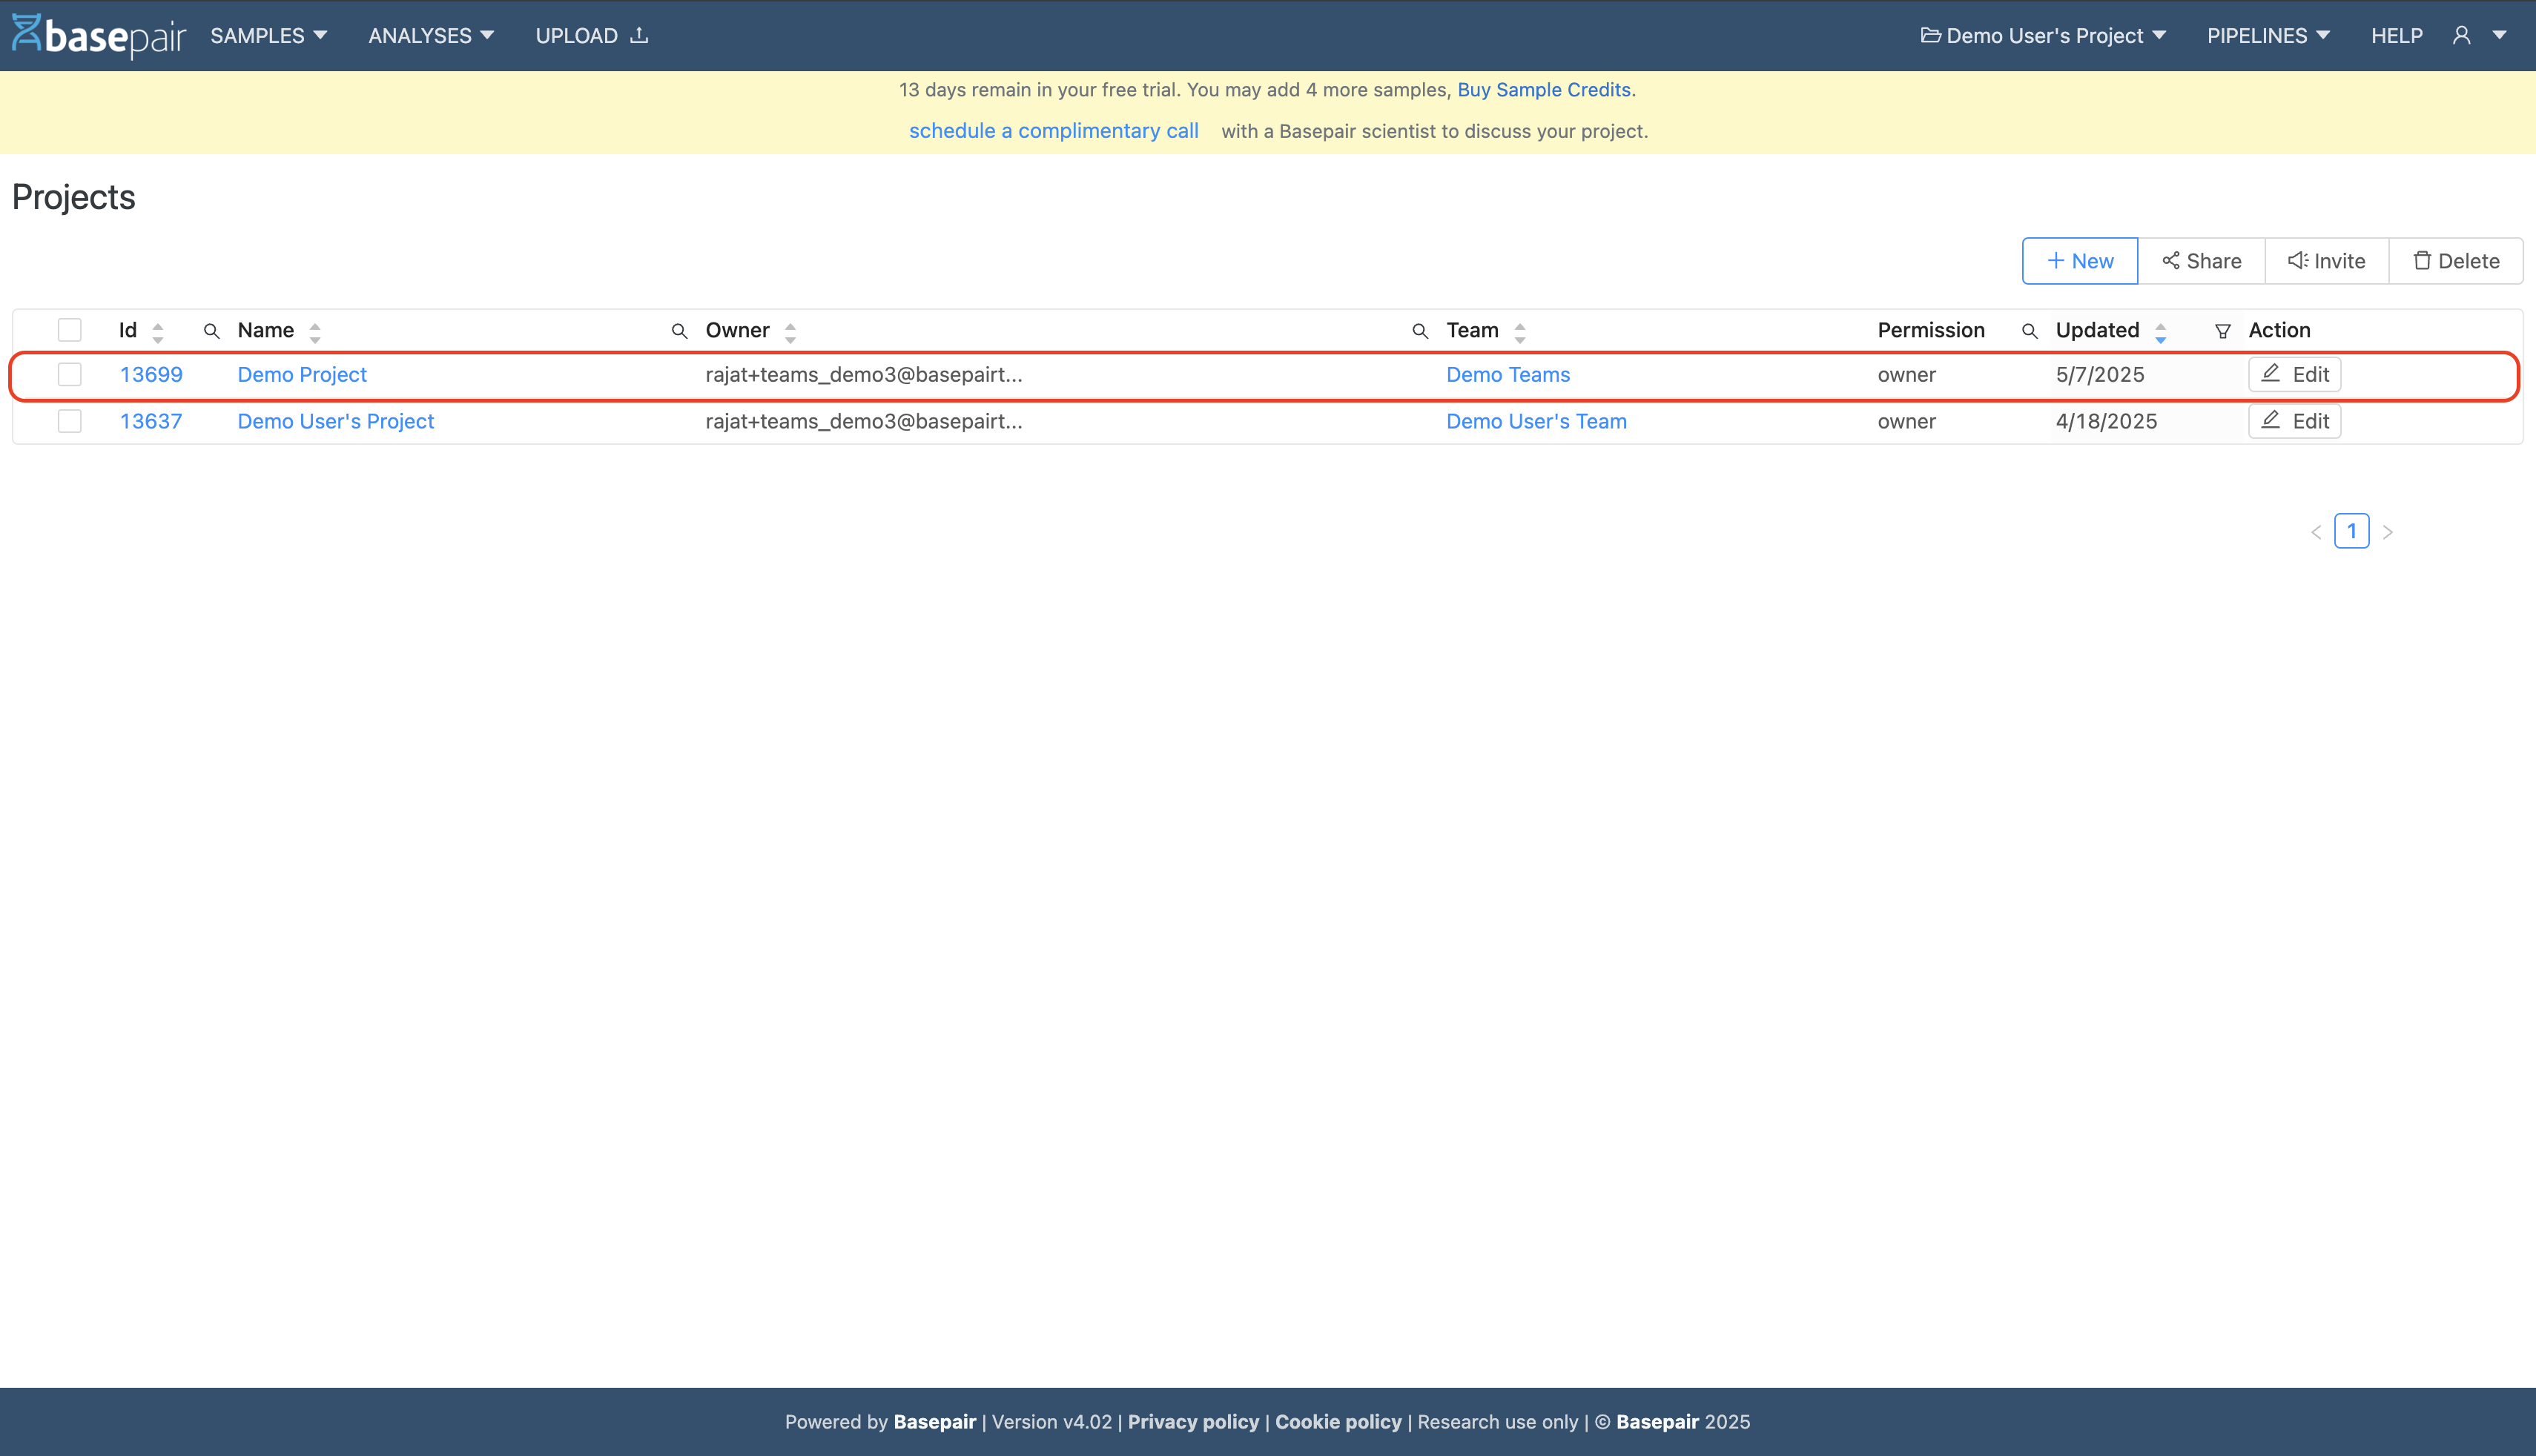 basepair SAMPLES ANALYSES UPLOAD Demo User's Project PIPELINES HELP
13 days remain in your free trial. You may add 4 more samples, Buy Sample Credits.
schedule a complimentary call with a Basepair scientist to discuss your project.
Projects
New Share Invite Delete
Id Name Owner Team Permission Updated Action
13699 Demo Project rajat+teams_demo3@basepairt... Demo Teams owner 5/7/2025 Edit
13637 Demo User's Project rajat+teams_demo3@basepairt... Demo User's Team owner 4/18/2025 Edit
< 1 >
Powered by Basepair | Version v4.02 | Privacy policy | Cookie policy | Research use only | © Basepair 2025